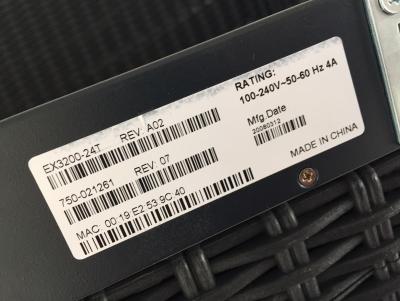 EX3200-24T REV: A02
750-021261 REV: 07
MAC: 00 19 E2 53 9C 40
RATING:
100-240V~50-60 Hz 4A
Mfg.Date
20080312
MADE IN CHINA